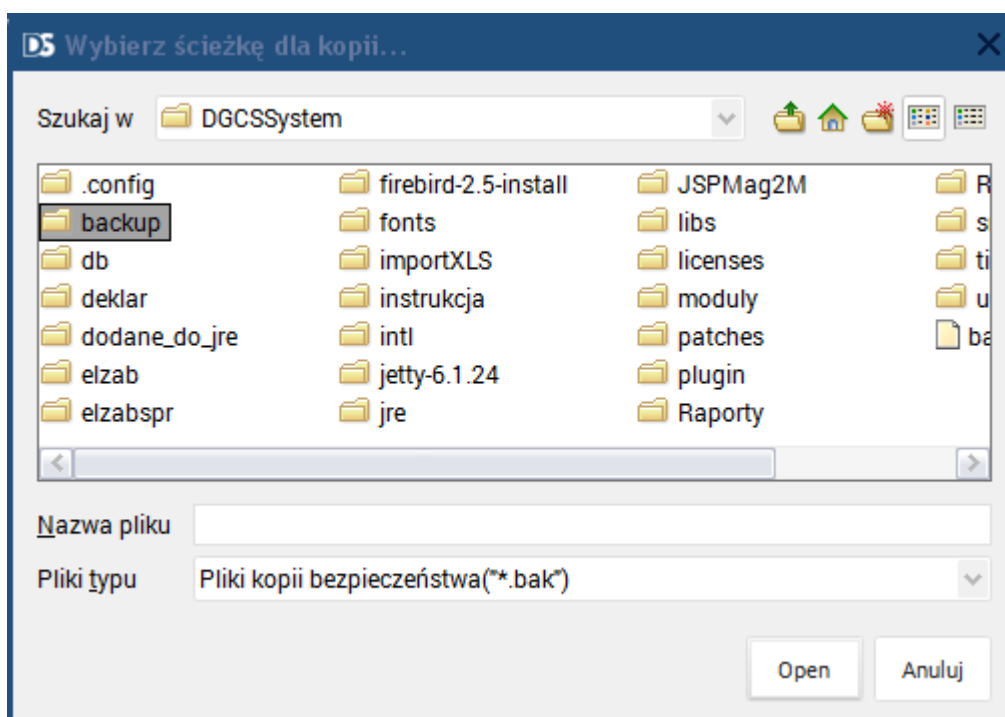 DS Wybierz ścieżkę dla kopii...
Szukaj w DGCSSystem
.config firebird-2.5-install JSPMag2M
backup fonts libs
db importXLS licenses
deklar instrukcja moduly
dodane_do_jre intl patches
elzab jetty-6.1.24 plugin
elzabspr jre Raporty
Nazwa pliku
Pliki typu Pliki kopii bezpieczeństwa("*.bak")
Open Anuluj